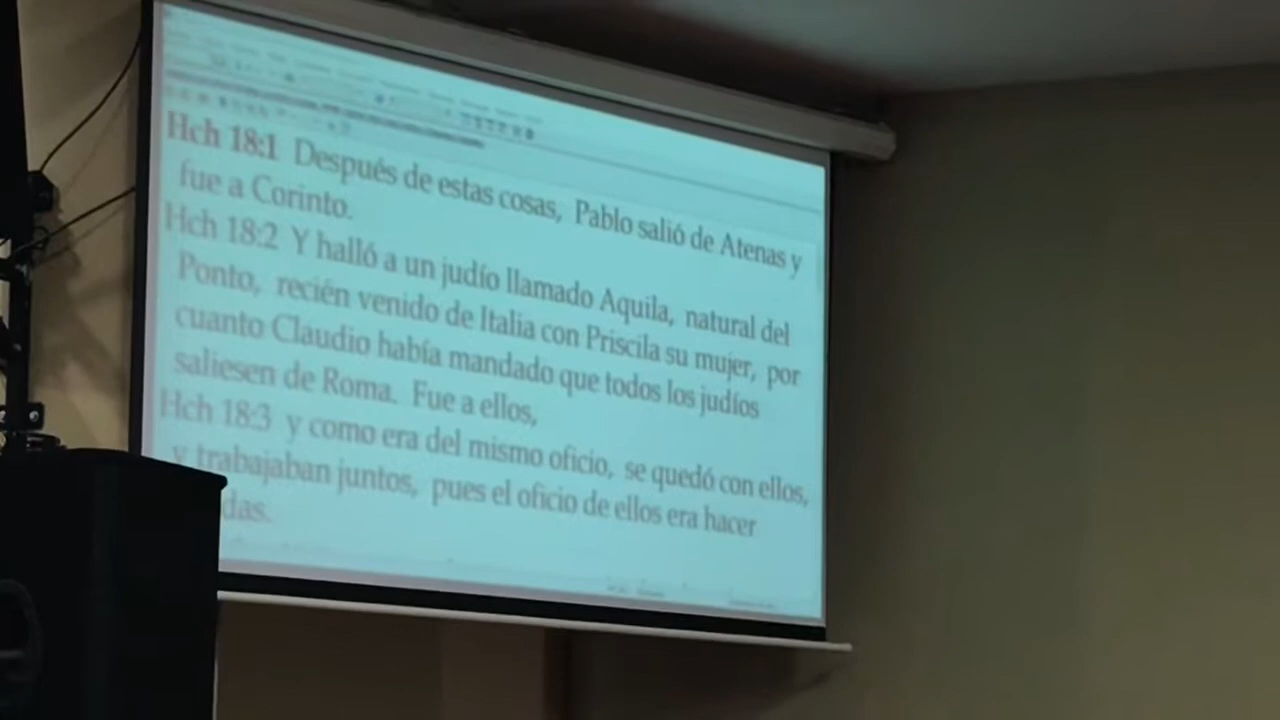 Hch 18:1 Después de estas cosas, Pablo salió de Atenas y
fue a Corinto.
Hch 18:2 Y halló a un judío llamado Aquila, natural del
Ponto, recién venido de Italia con Priscila su mujer, por
cuanto Claudio había mandado que todos los judíos
saliesen de Roma. Fue a ellos,
Hch 18:3 y como era del mismo oficio, se quedó con ellos,
y trabajaban juntos, pues el oficio de ellos era hacer
das.